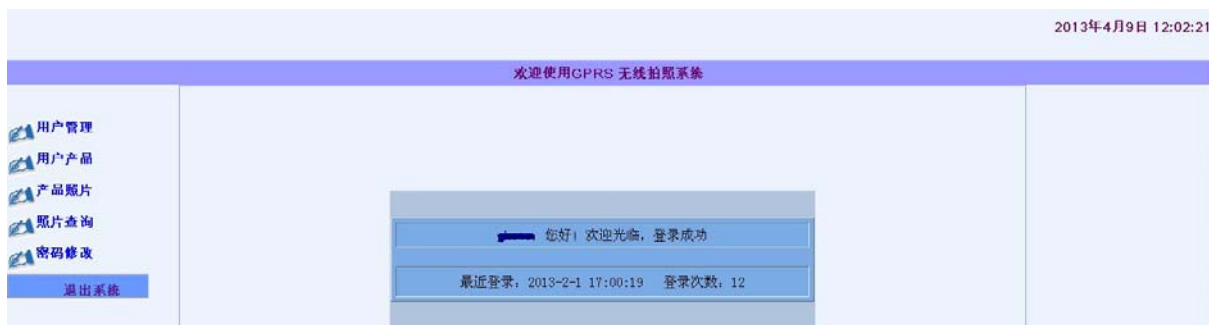 2013年4月9日 12:02:21
欢迎使用GPRS 无线拍照系统
用户管理
用户产品
产品照片
照片查询
密码修改
退出系统
您好！欢迎光临，登录成功
最近登录：2013-2-1 17:00:19 登录次数：12